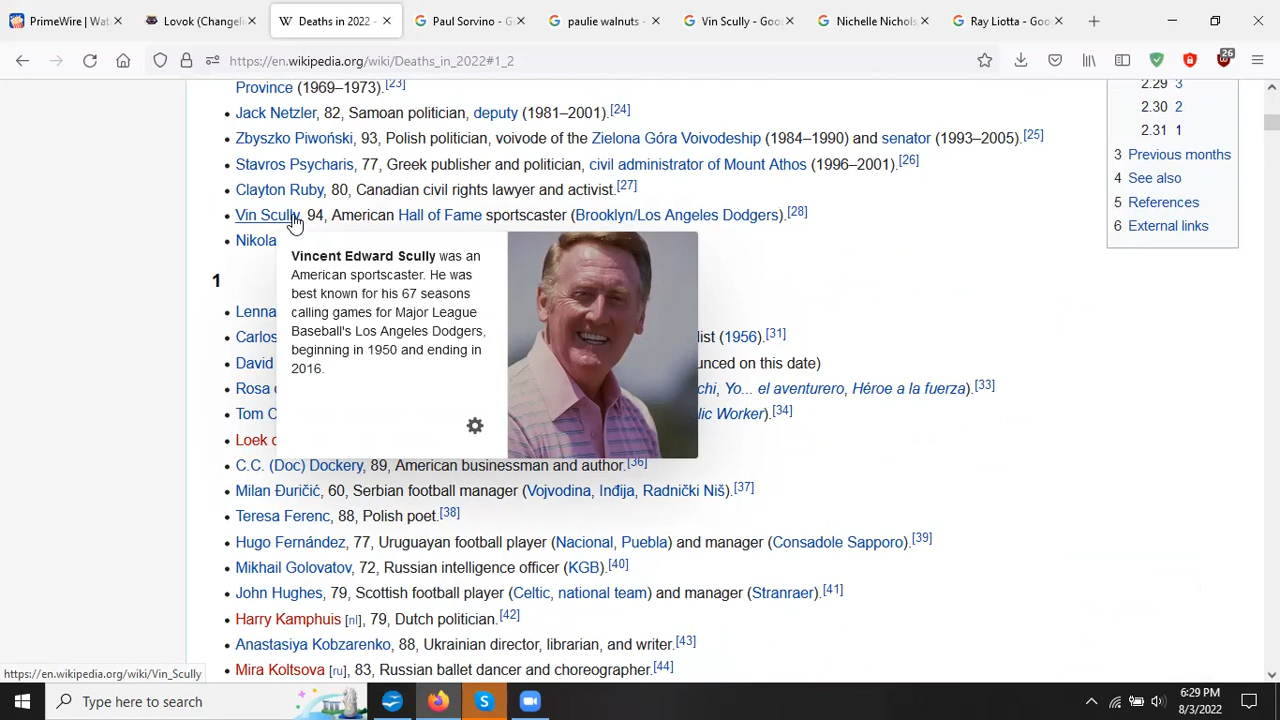 PrimeWire | Wat
Lovok (Changeli
Deaths in 2022 -
Paul Sorvino - G
paulie walnuts -
Vin Scully - Goo
Nichelle Nichols
Ray Liotta - Goo
https://en.wikipedia.org/wiki/Deaths_in_2022#1_2
26
Province (1969–1973).[23]
Jack Netzler, 82, Samoan politician, deputy (1981–2001).[24]
Zbyszko Piwoński, 93, Polish politician, voivode of the Zielona Góra Voivodeship (1984–1990) and senator (1993–2005).[25]
Stavros Psycharis, 77, Greek publisher and politician, civil administrator of Mount Athos (1996–2001).[26]
Clayton Ruby, 80, Canadian civil rights lawyer and activist.[27]
Vin Scully, 94, American Hall of Fame sportscaster (Brooklyn/Los Angeles Dodgers).[28]
Nikola
Vincent Edward Scully was an
American sportscaster. He was
best known for his 67 seasons
calling games for Major League
Baseball's Los Angeles Dodgers,
beginning in 1950 and ending in
2016.
1
Lenna
Carlos list (1956).[31]
David unced on this date)
Rosa chi, Yo... el aventurero, Héroe a la fuerza).[33]
Tom C lic Worker).[34]
Loek
C.C. (Doc) Dockery, 89, American businessman and author.[36]
Milan Đuričić, 60, Serbian football manager (Vojvodina, Inđija, Radnički Niš).[37]
Teresa Ferenc, 88, Polish poet.[38]
Hugo Fernández, 77, Uruguayan football player (Nacional, Puebla) and manager (Consadole Sapporo).[39]
Mikhail Golovatov, 72, Russian intelligence officer (KGB).[40]
John Hughes, 79, Scottish football player (Celtic, national team) and manager (Stranraer).[41]
Harry Kamphuis [nl], 79, Dutch politician.[42]
Anastasiya Kobzarenko, 88, Ukrainian director, librarian, and writer.[43]
Mira Koltsova [ru], 83, Russian ballet dancer and choreographer.[44]
2.29 3
2.30 2
2.31 1
3 Previous months
4 See also
5 References
6 External links
https://en.wikipedia.org/wiki/Vin_Scully
Type here to search
6:29 PM
8/3/2022